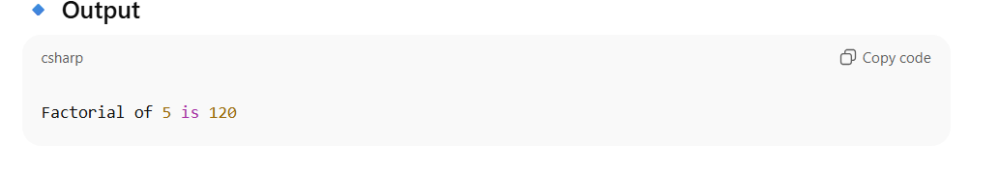 Output
csharp
Copy code
Factorial of 5 is 120